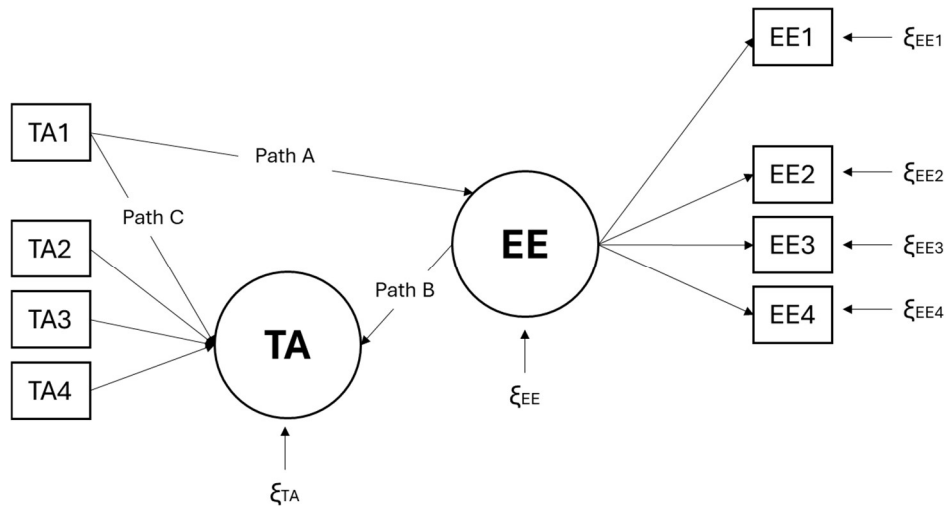 EE1
ξEE1
TA1
Path A
EE2
ξEE2
Path C
TA2
EE
EE3
ξEE3
Path B
TA3
TA
EE4
ξEE4
TA4
ξEE
ξTA